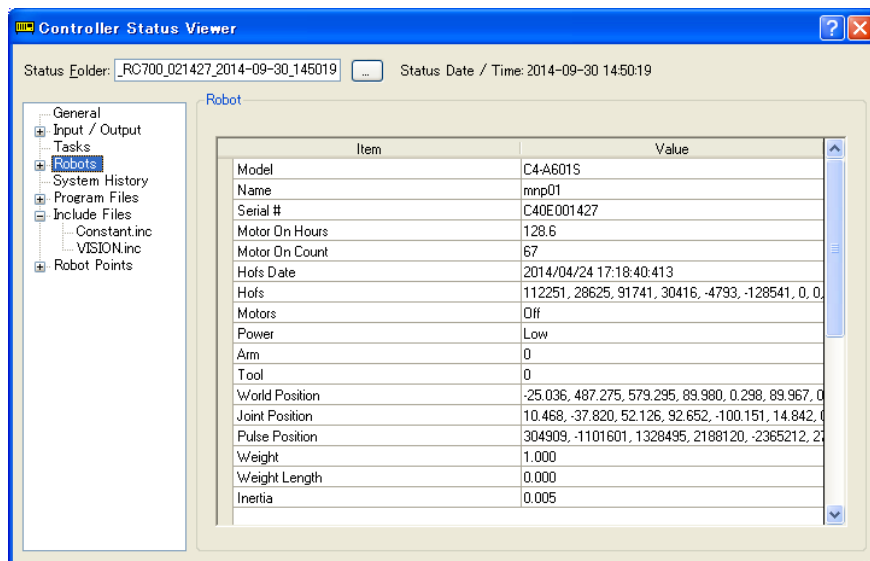 Controller Status Viewer
Status Folder: _RC700_021427_2014-09-30_145019 ... Status Date / Time: 2014-09-30 14:50:19
General
Input / Output
Tasks
Robots
System History
Program Files
Include Files
Constant.inc
VISION.inc
Robot Points
Robot
Item Value
Model C4-A601S
Name mnp01
Serial # C40E001427
Motor On Hours 128.6
Motor On Count 67
Hofs Date 2014/04/24 17:18:40:413
Hofs 112251, 28625, 91741, 30416, -4793, -128541, 0, 0,
Motors Off
Power Low
Arm 0
Tool 0
World Position -25.036, 487.275, 579.295, 89.980, 0.298, 89.967, 0
Joint Position 10.468, -37.820, 52.126, 92.652, -100.151, 14.842,
Pulse Position 304909, -1101601, 1328495, 2188120, -2365212,
Weight 1.000
Weight Length 0.000
Inertia 0.005